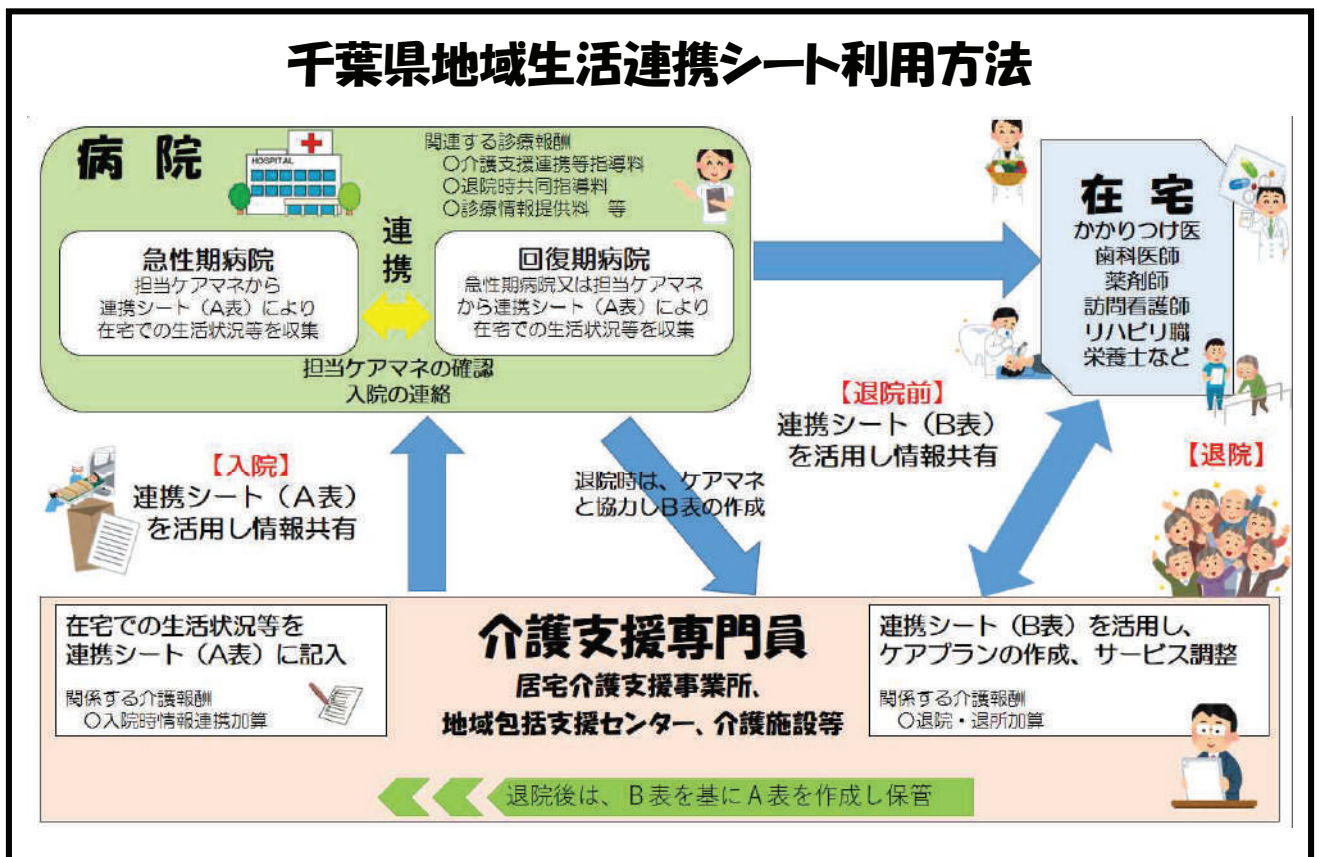 千葉県地域生活連携シート利用方法
病院
HOSPITAL
関連する診療報酬
○介護支援連携等指導料
○退院時共同指導料
○診療情報提供料 等
連携
急性期病院
担当ケアマネから
連携シート(A表)により
在宅での生活状況等を収集
回復期病院
急性期病院又は担当ケアマネ
から連携シート(A表)により
在宅での生活状況等を収集
担当ケアマネの確認
入院の連絡
在宅
かかりつけ医
歯科医師
薬剤師
訪問看護師
リハビリ職
栄養士など
【入院】
連携シート(A表)
を活用し情報共有
退院時は、ケアマネ
と協力しB表の作成
【退院前】
連携シート(B表)
を活用し情報共有
【退院】
在宅での生活状況等を
連携シート(A表)に記入
関係する介護報酬
○入院時情報連携加算
介護支援専門員
居宅介護支援事業所、
地域包括支援センター、介護施設等
連携シート(B表)を活用し、
ケアプランの作成、サービス調整
関係する介護報酬
○退院・退所加算
退院後は、B表を基にA表を作成し保管